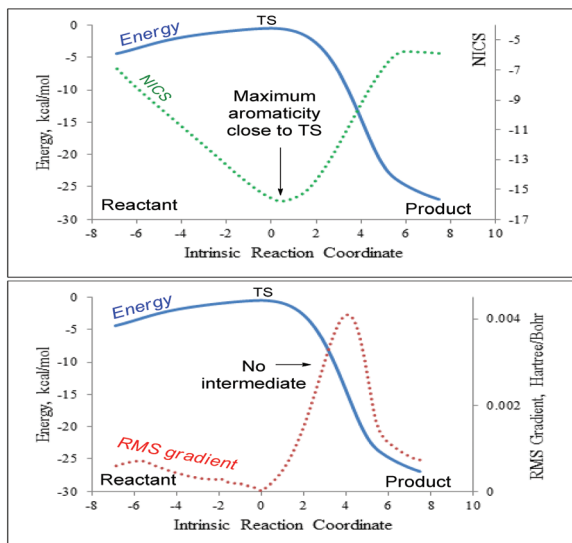 TS
Energy
NICS
Maximum
aromaticity
close to TS
Reactant
Product
0
-5
-10
-15
-20
-25
-30
Energy, kcal/mol
-4
-6
-9
-11
-13
-15
-17
NICS
-8 -6 -4 -2 0 2 4 6 8 10
Intrinsic Reaction Coordinate
TS
Energy
No
intermediate
RMS gradient
Reactant
Product
0
-5
-10
-15
-20
-25
-30
Energy, kcal/mol
0.004
0.002
0
RMS Gradient, Hartree/Bohr
-8 -6 -4 -2 0 2 4 6 8 10
Intrinsic Reaction Coordinate